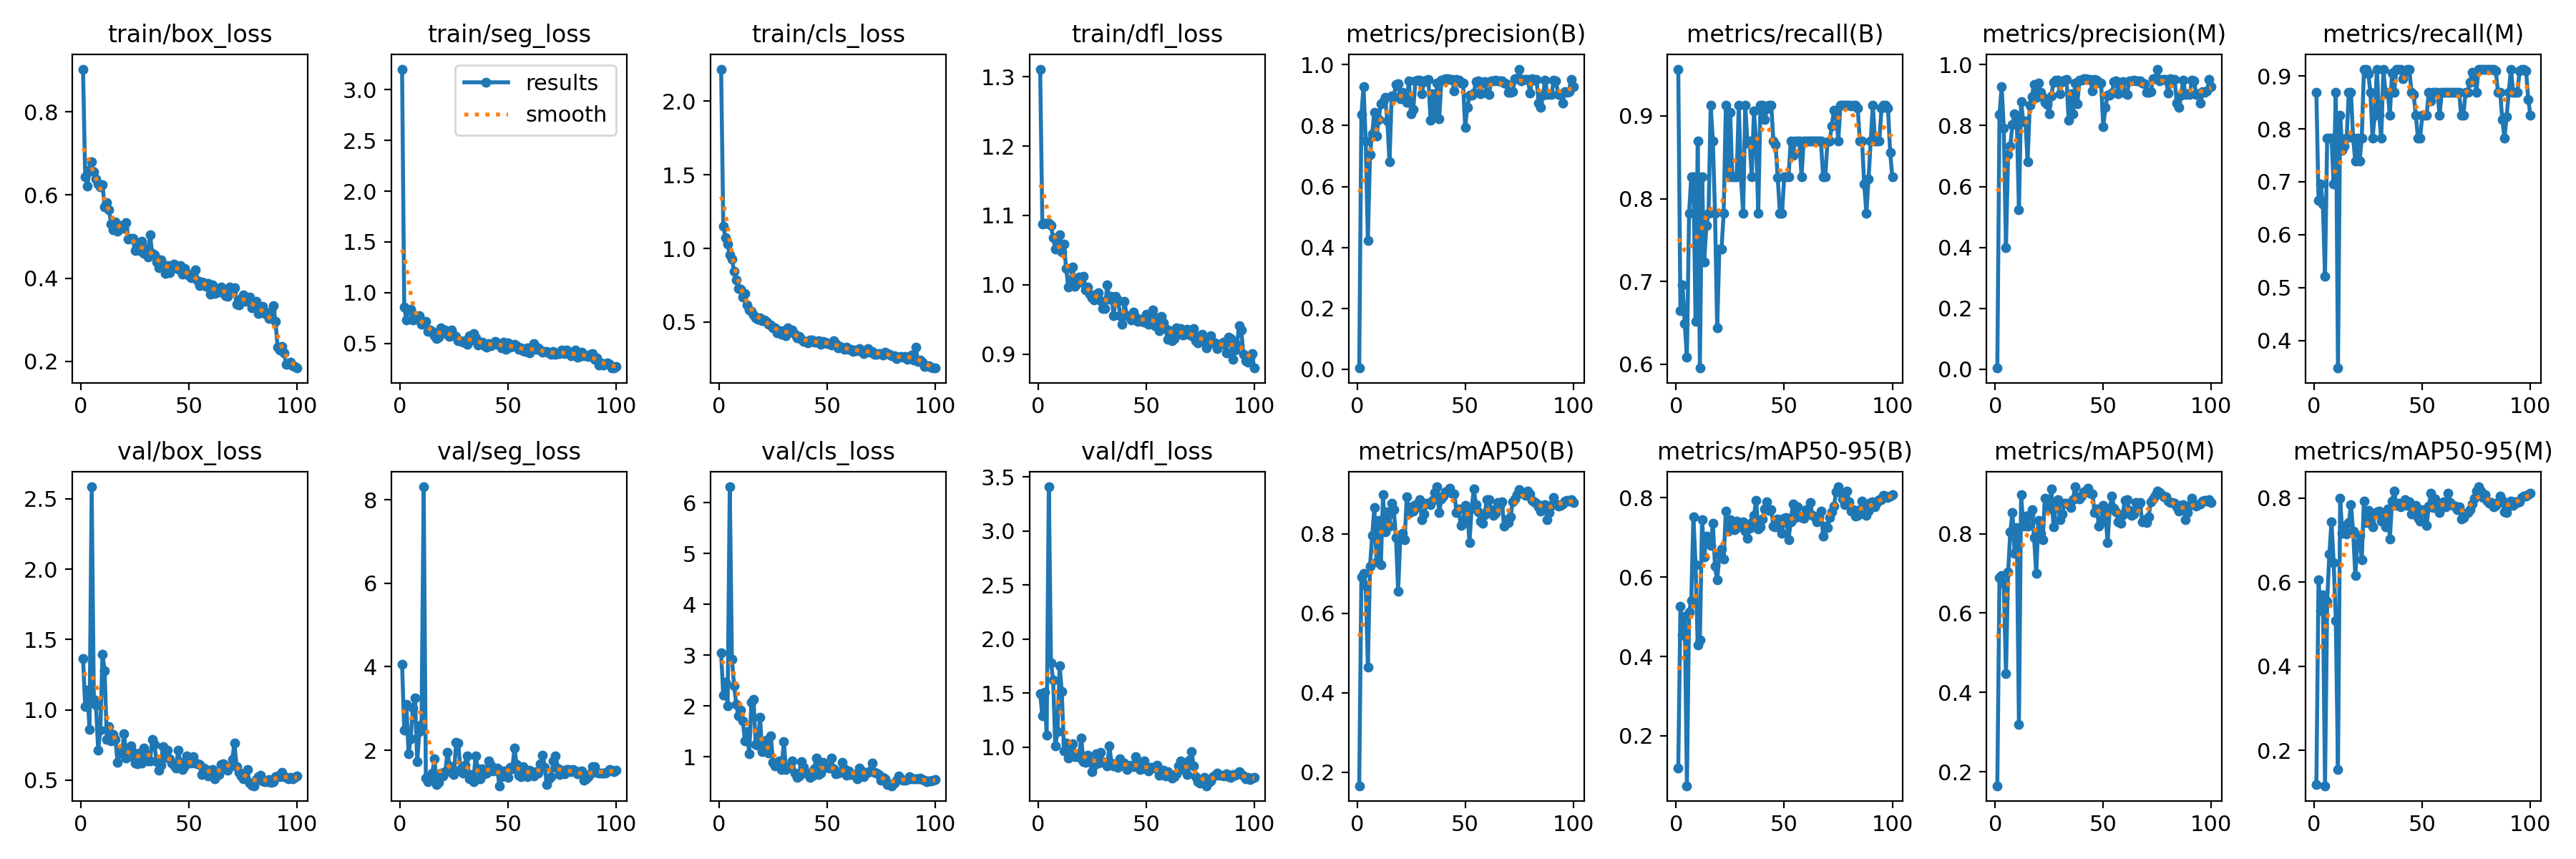 train/box_loss
train/seg_loss
train/cls_loss
train/dfl_loss
metrics/precision(B)
metrics/recall(B)
metrics/precision(M)
metrics/recall(M)
0.8
0.6
0.4
0.2
0 50 100
results
smooth
3.0
2.5
2.0
1.5
1.0
0.5
0 50 100
2.0
1.5
1.0
0.5
0 50 100
1.3
1.2
1.1
1.0
0.9
0 50 100
1.0
0.8
0.6
0.4
0.2
0.0
0 50 100
0.9
0.8
0.7
0.6
0 50 100
1.0
0.8
0.6
0.4
0.2
0.0
0 50 100
0.9
0.8
0.7
0.6
0.5
0.4
0 50 100
val/box_loss
val/seg_loss
val/cls_loss
val/dfl_loss
metrics/mAP50(B)
metrics/mAP50-95(B)
metrics/mAP50(M)
metrics/mAP50-95(M)
2.5
2.0
1.5
1.0
0.5
0 50 100
8
6
4
2
0 50 100
6
5
4
3
2
1
0 50 100
3.5
3.0
2.5
2.0
1.5
1.0
0 50 100
0.8
0.6
0.4
0.2
0 50 100
0.8
0.6
0.4
0.2
0 50 100
0.8
0.6
0.4
0.2
0 50 100
0.8
0.6
0.4
0.2
0 50 100